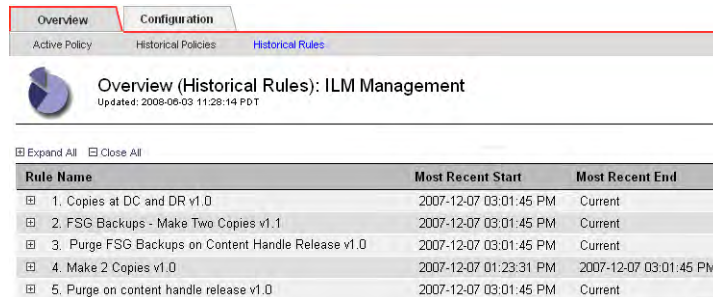 Overview Configuration
Active Policy Historical Policies Historical Rules
Overview (Historical Rules): ILM Management
Updated: 2008-06-03 11:28:14 PDT
Expand All Close All
Rule Name Most Recent Start Most Recent End
1. Copies at DC and DR v1.0 2007-12-07 03:01:45 PM Current
2. FSG Backups - Make Two Copies v1.1 2007-12-07 03:01:45 PM Current
3. Purge FSG Backups on Content Handle Release v1.0 2007-12-07 03:01:45 PM Current
4. Make 2 Copies v1.0 2007-12-07 01:23:31 PM 2007-12-07 03:01:45 PM
5. Purge on content handle release v1.0 2007-12-07 03:01:45 PM Current